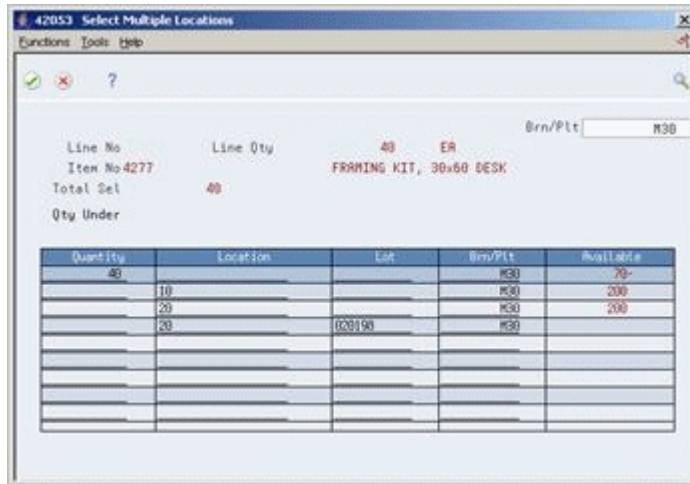 42053 Select Multiple Locations
Functions Tools Help
?
Brn/Plt M30
Line No Line Qty 40 EA
Item No 4277 FRAMING KIT, 30x60 DESK
Total Sel 40
Qty Under
Quantity Location Lot Brn/Plt Available
40 M30 70-
10 M30 200
20 M30 200
20 020190 M30